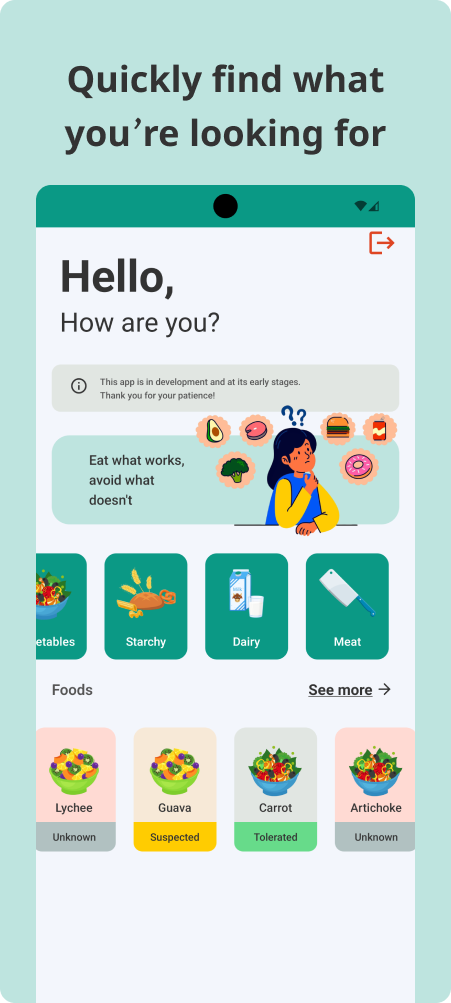 Quickly find what
you’re looking for
Hello,
How are you?
This app is in development and at its early stages.
Thank you for your patience!
Eat what works,
avoid what
doesn't
etables
Starchy
Dairy
Meat
Foods
See more
Lychee
Guava
Carrot
Artichoke
Unknown
Suspected
Tolerated
Unknown